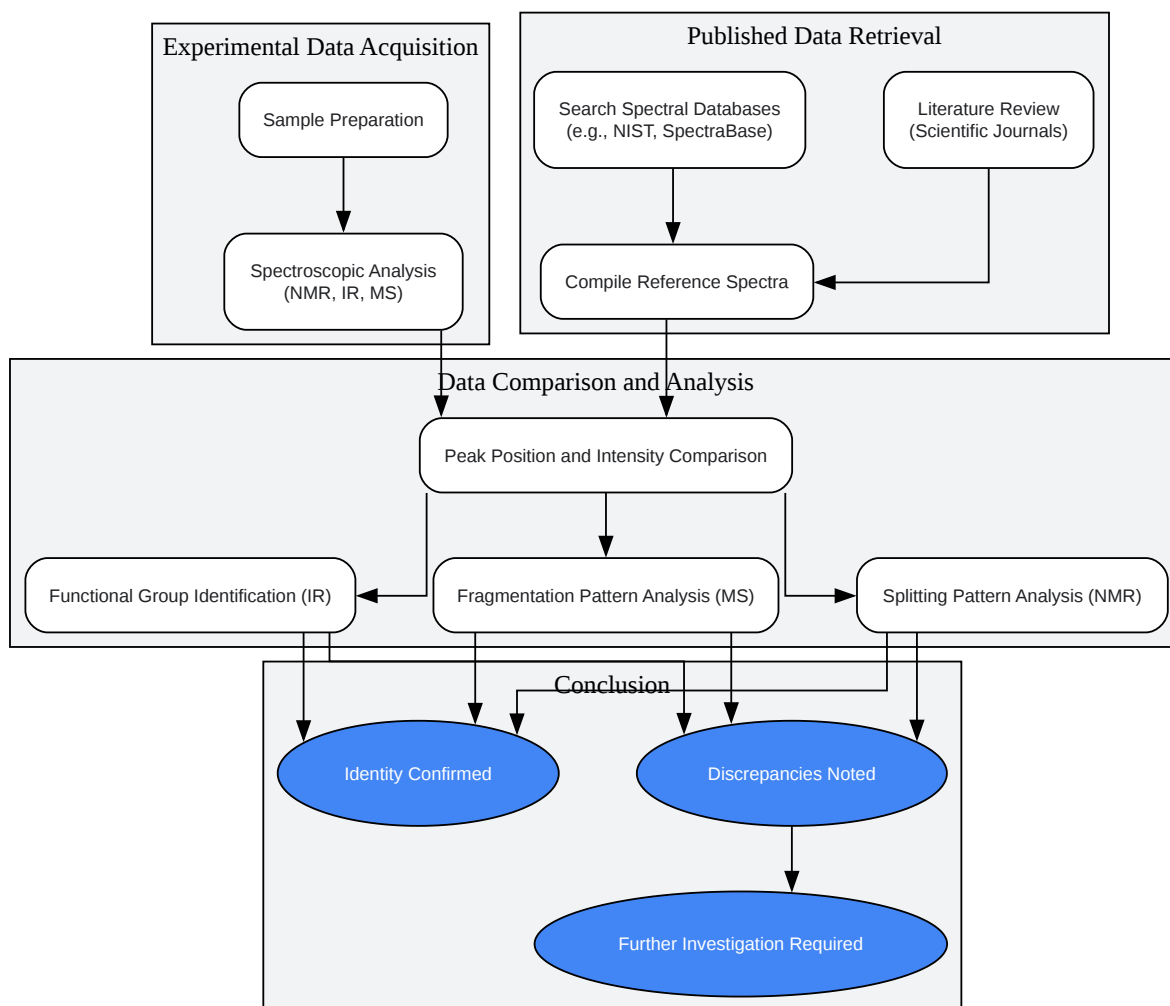 Experimental Data Acquisition
Sample Preparation
Spectroscopic Analysis
(NMR, IR, MS)
Published Data Retrieval
Search Spectral Databases
(e.g., NIST, SpectraBase)
Literature Review
(Scientific Journals)
Compile Reference Spectra
Data Comparison and Analysis
Peak Position and Intensity Comparison
Functional Group Identification (IR)
Fragmentation Pattern Analysis (MS)
Splitting Pattern Analysis (NMR)
Conclusion
Identity Confirmed
Discrepancies Noted
Further Investigation Required